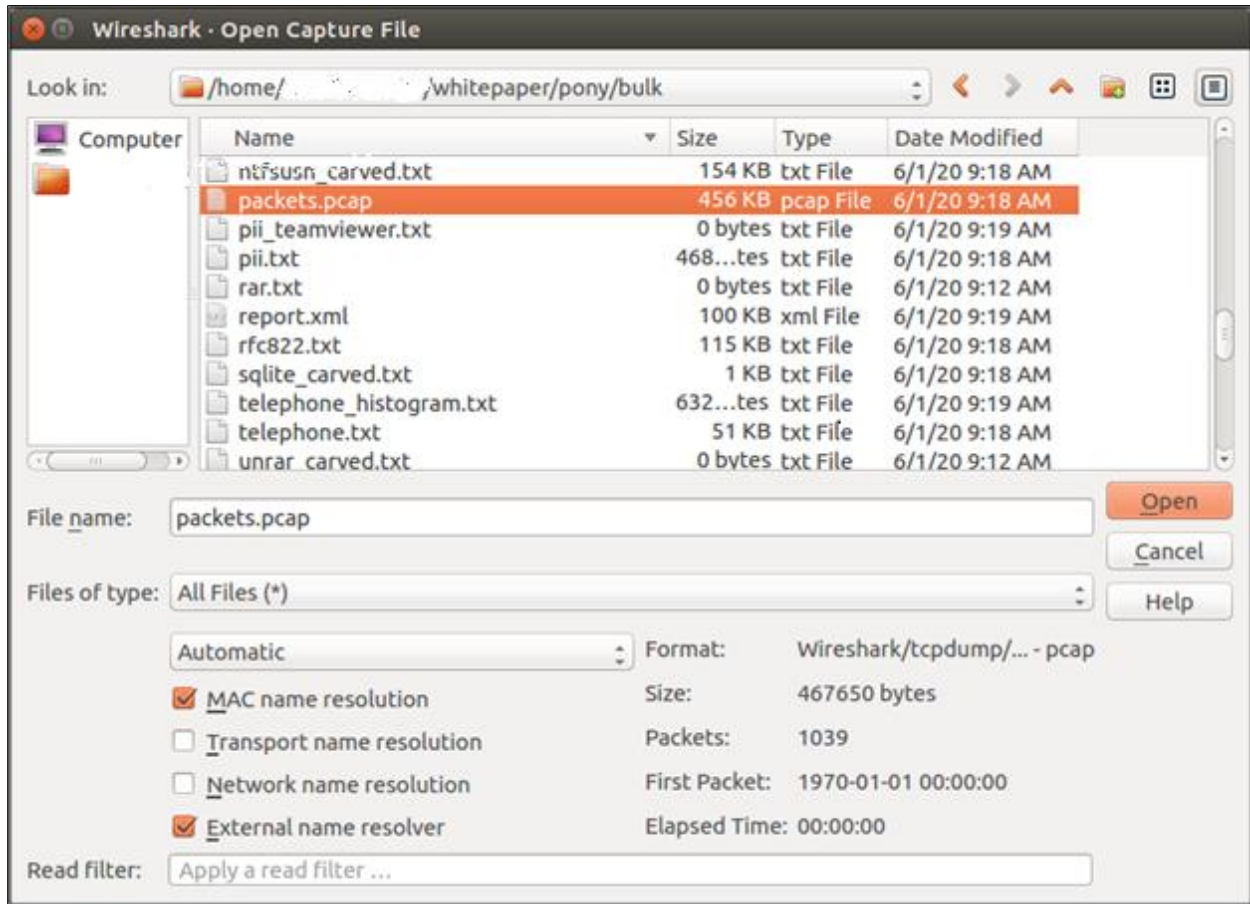 Wireshark · Open Capture File
Look in: /home/ /whitepaper/pony/bulk
Computer
Name Size Type Date Modified
ntfsusn_carved.txt 154 KB txt File 6/1/20 9:18 AM
packets.pcap 456 KB pcap File 6/1/20 9:18 AM
pii_teamviewer.txt 0 bytes txt File 6/1/20 9:19 AM
pii.txt 468...tes txt File 6/1/20 9:18 AM
rar.txt 0 bytes txt File 6/1/20 9:12 AM
report.xml 100 KB xml File 6/1/20 9:19 AM
rfc822.txt 115 KB txt File 6/1/20 9:18 AM
sqlite_carved.txt 1 KB txt File 6/1/20 9:18 AM
telephone_histogram.txt 632...tes txt File 6/1/20 9:19 AM
telephone.txt 51 KB txt File 6/1/20 9:18 AM
unrar_carved.txt 0 bytes txt File 6/1/20 9:12 AM
File name: packets.pcap
Open
Cancel
Files of type: All Files (*)
Help
Automatic
Format: Wireshark/tcpdump/... - pcap
MAC name resolution
Size: 467650 bytes
Transport name resolution
Packets: 1039
Network name resolution
First Packet: 1970-01-01 00:00:00
External name resolver
Elapsed Time: 00:00:00
Read filter: Apply a read filter ...